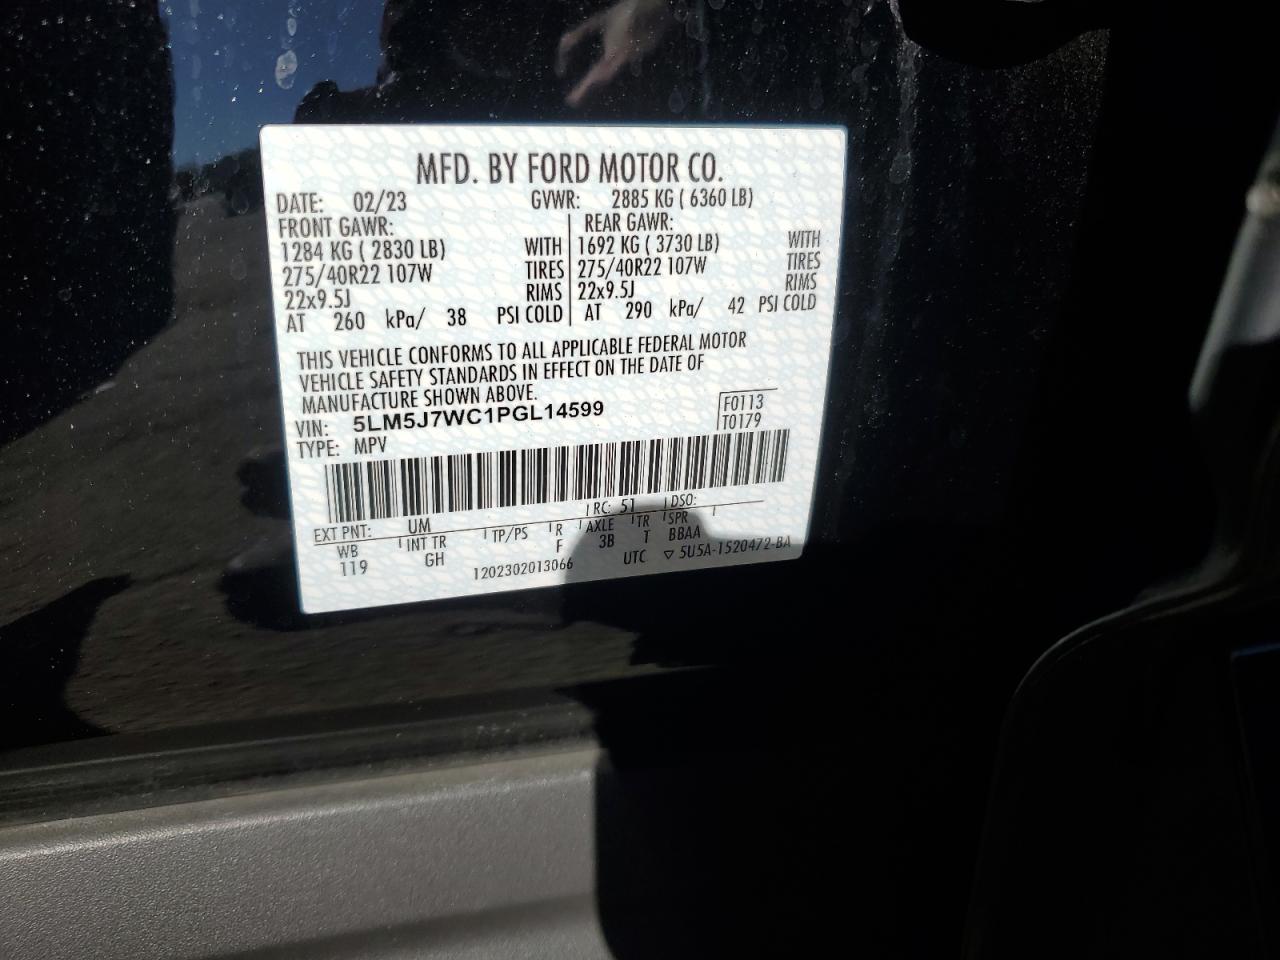 MFD. BY FORD MOTOR CO.
DATE: 02/23 GVWR: 2885 KG ( 6360 LB)
FRONT GAWR: REAR GAWR:
1284 KG ( 2830 LB) WITH 1692 KG ( 3730 LB) WITH
275/40R22 107W TIRES 275/40R22 107W TIRES
22x9.5J RIMS 22x9.5J RIMS
AT 260 kPa/ 38 PSI COLD AT 290 kPa/ 42 PSI COLD
THIS VEHICLE CONFORMS TO ALL APPLICABLE FEDERAL MOTOR
VEHICLE SAFETY STANDARDS IN EFFECT ON THE DATE OF
MANUFACTURE SHOWN ABOVE.
VIN: 5LM5J7WC1PGL14599 F0113
TYPE: MPV T0179
EXT PNT: UM RC: 51 DSO:
WB INT TR TP/PS R AXLE TR SPR
119 GH F 3B T BBAA
1202302013066 UTC ▽ 5U5A-1520472-BA